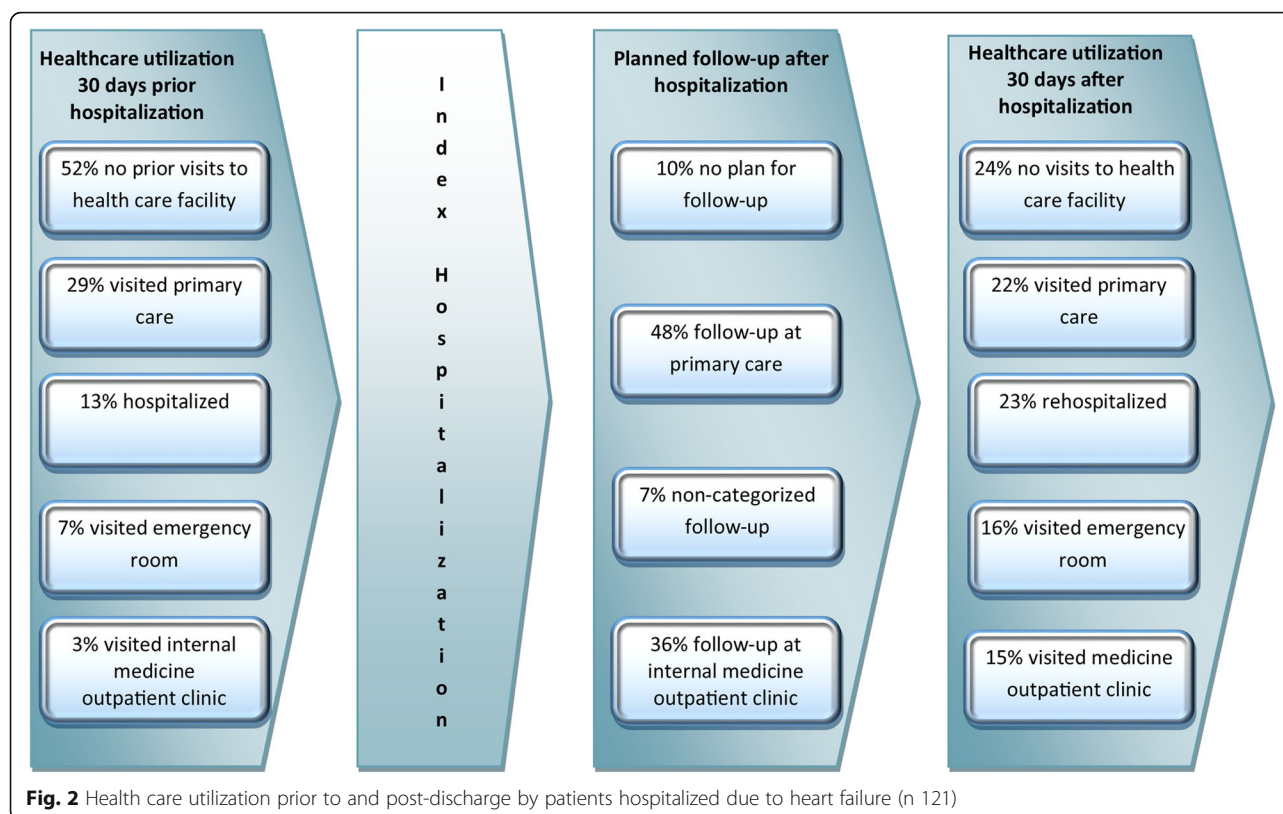 Healthcare utilization
30 days prior
hospitalization
52% no prior visits to
health care facility
29% visited primary
care
13% hospitalized
7% visited emergency
room
3% visited internal
medicine
outpatient clinic
I
n
d
e
x
H
o
s
p
i
t
a
l
i
z
a
t
i
o
n
Planned follow-up after
hospitalization
10% no plan for
follow-up
48% follow-up at
primary care
7% non-categorized
follow-up
36% follow-up at
internal medicine
outpatient clinic
Healthcare utilization
30 days after
hospitalization
24% no visits to health
care facility
22% visited primary
care
23% rehospitalized
16% visited emergency
room
15% visited medicine
outpatient clinic
Fig. 2 Health care utilization prior to and post-discharge by patients hospitalized due to heart failure (n 121)